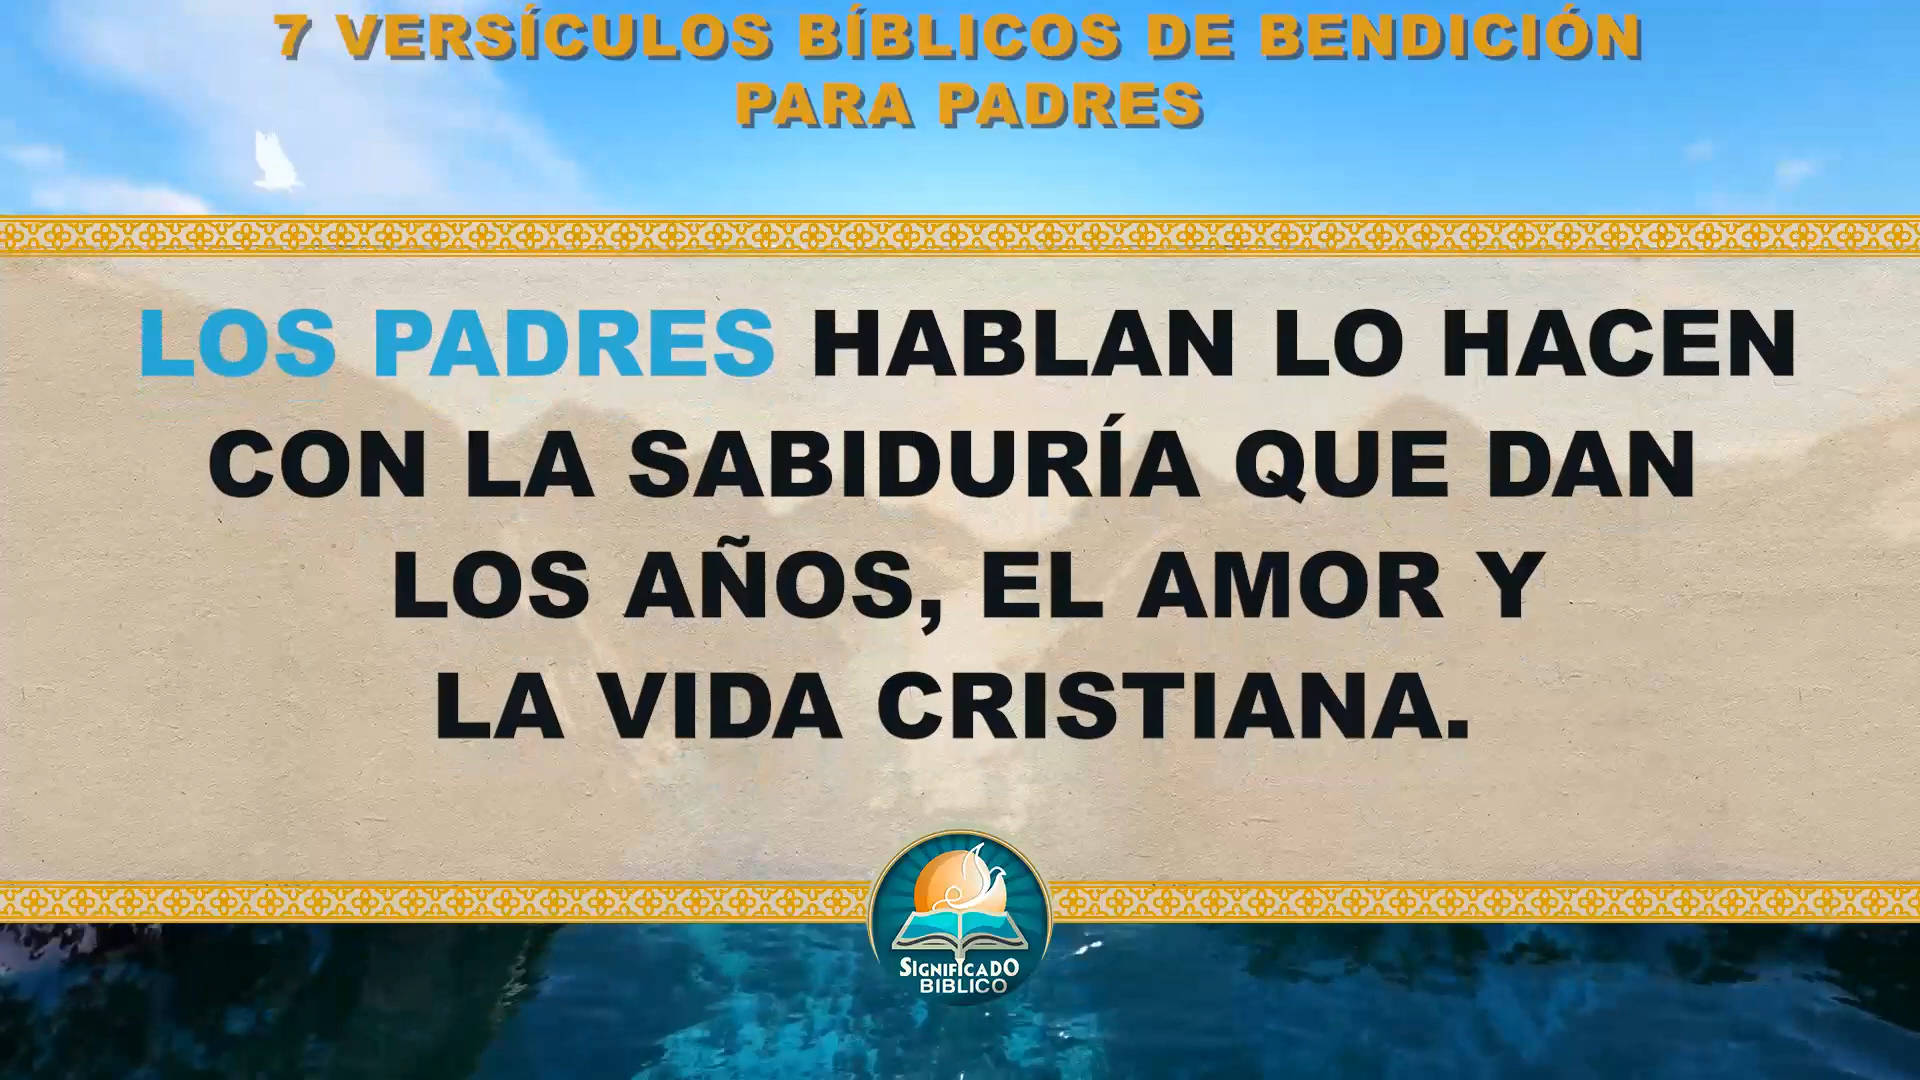 7 VERSÍCULOS BÍBLICOS DE BENDICIÓN
PARA PADRES
LOS PADRES HABLAN LO HACEN
CON LA SABIDURÍA QUE DAN
LOS AÑOS, EL AMOR Y
LA VIDA CRISTIANA.
SIGNIFICADO
BIBLICO